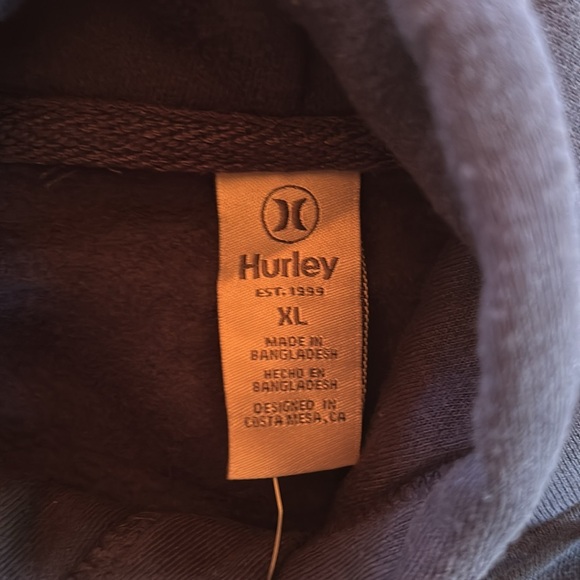 Hurley
EST. 1999
XL
MADE IN
BANGLADESH
HECHO EN
BANGLADESH
DESIGNED IN
COSTA MESA, CA